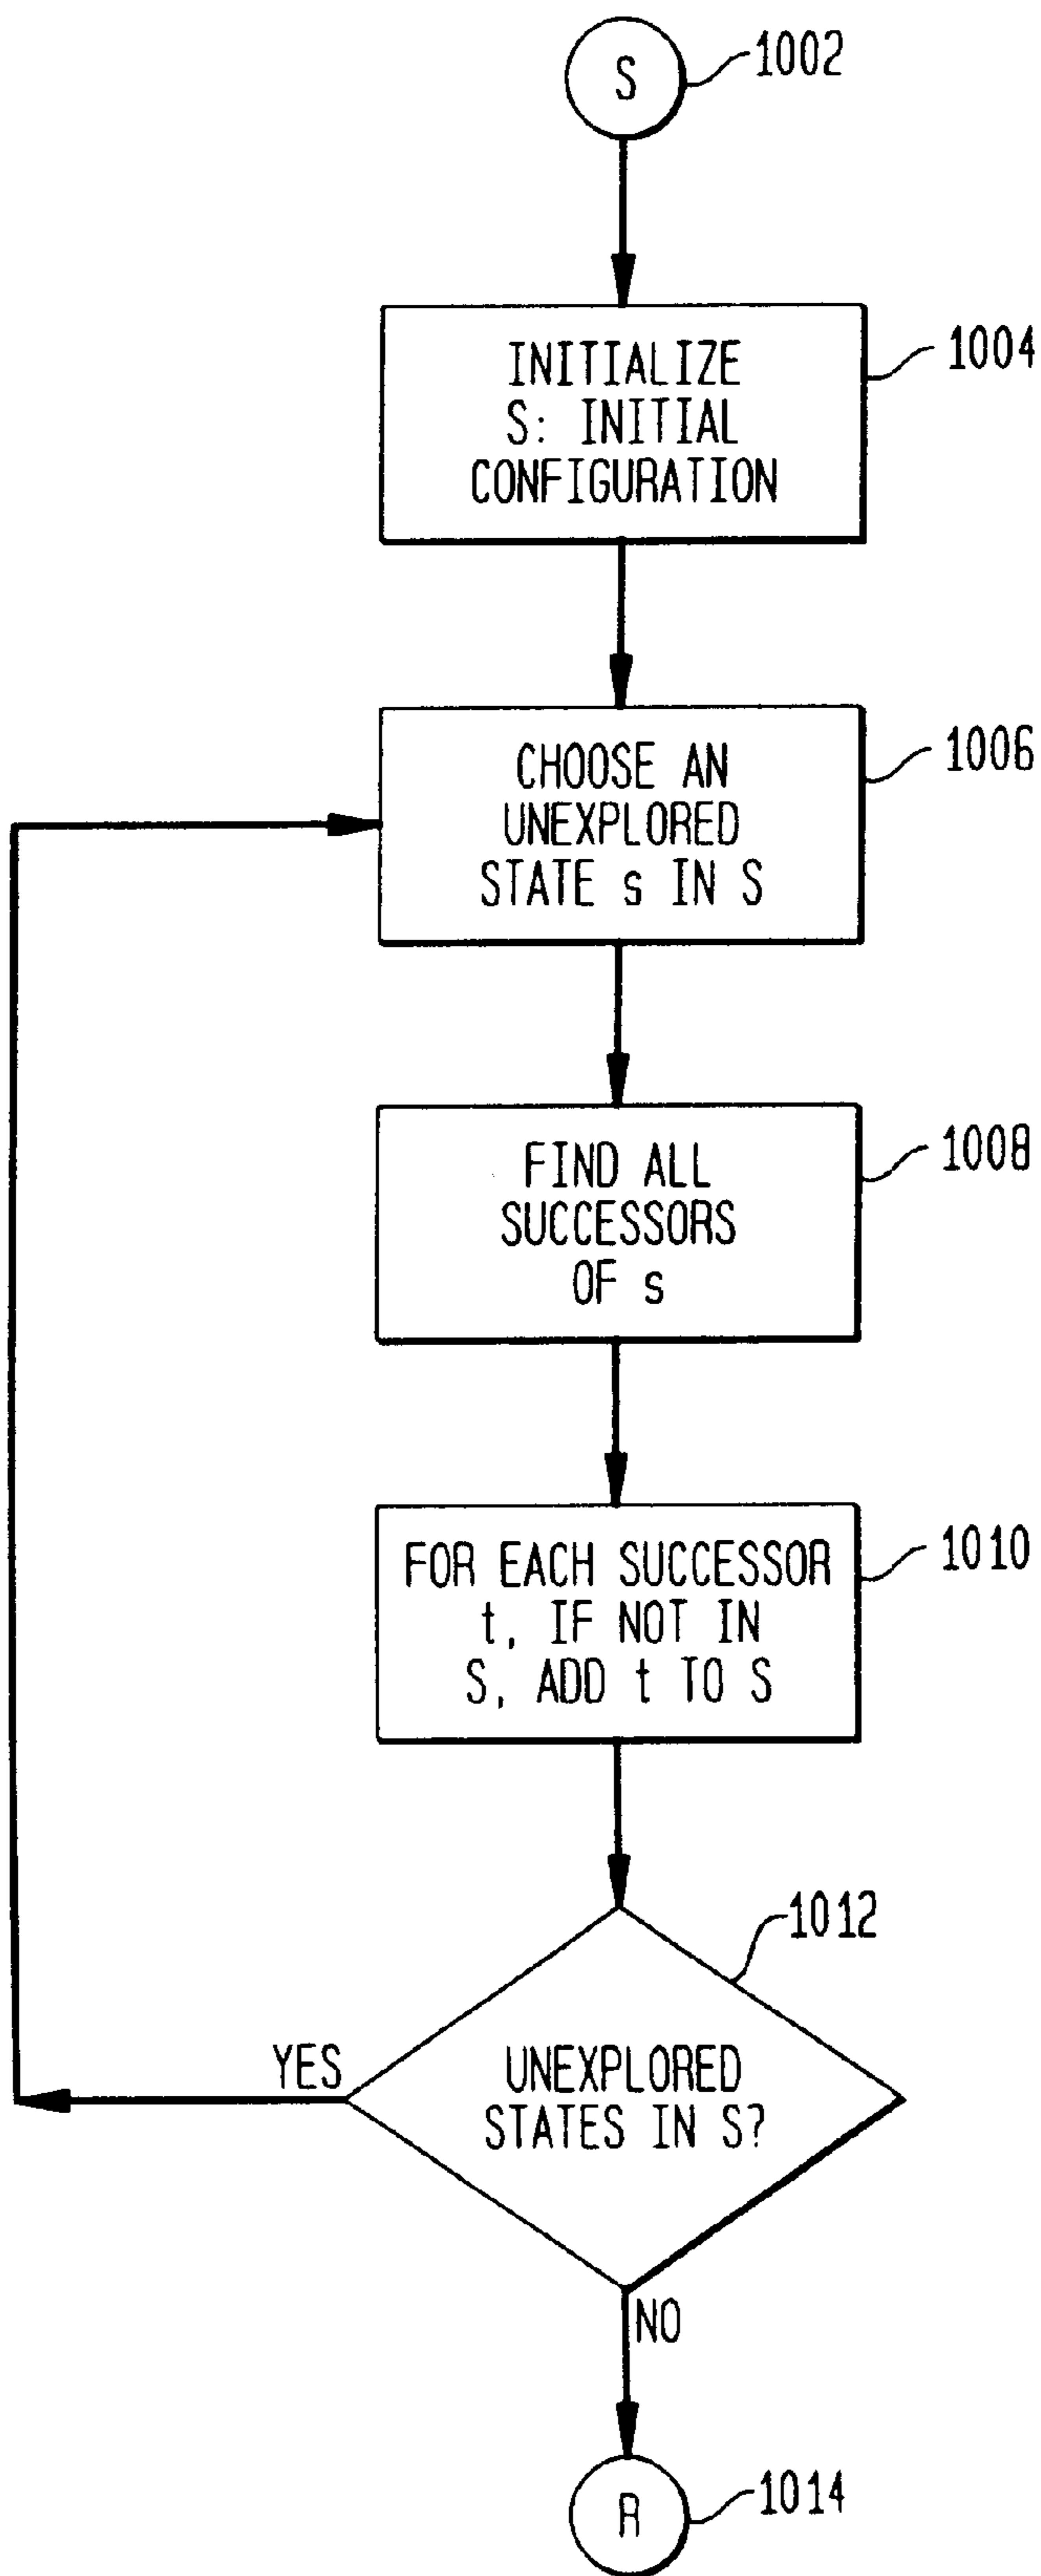 S
1002
INITIALIZE
S: INITIAL
CONFIGURATION
1004
CHOOSE AN
UNEXPLORED
STATE s IN S
1006
FIND ALL
SUCCESSORS
OF s
1008
FOR EACH SUCCESSOR
t, IF NOT IN
S, ADD t TO S
1010
1012
YES
UNEXPLORED
STATES IN S?
NO
R
1014